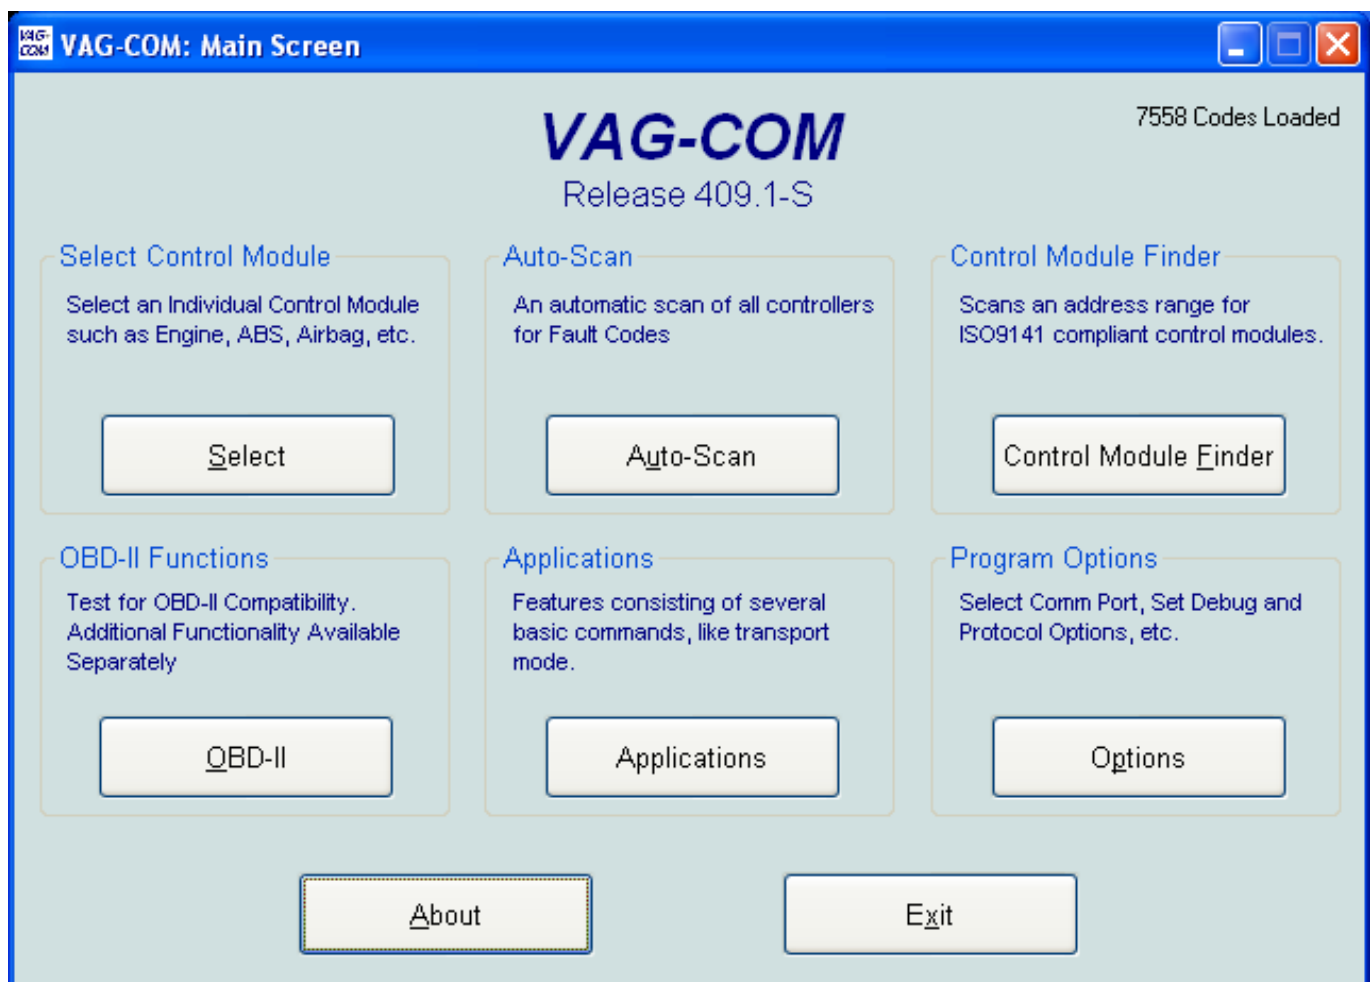 VAG-COM
VAG-COM: Main Screen
7558 Codes Loaded
VAG-COM
Release 409.1-S
Select Control Module
Select an Individual Control Module
such as Engine, ABS, Airbag, etc.
Select
Auto-Scan
An automatic scan of all controllers
for Fault Codes
Auto-Scan
Control Module Finder
Scans an address range for
ISO9141 compliant control modules.
Control Module Finder
OBD-II Functions
Test for OBD-II Compatibility.
Additional Functionality Available
Separately
OBD-II
Applications
Features consisting of several
basic commands, like transport
mode.
Applications
Program Options
Select Comm Port, Set Debug and
Protocol Options, etc.
Options
About
Exit